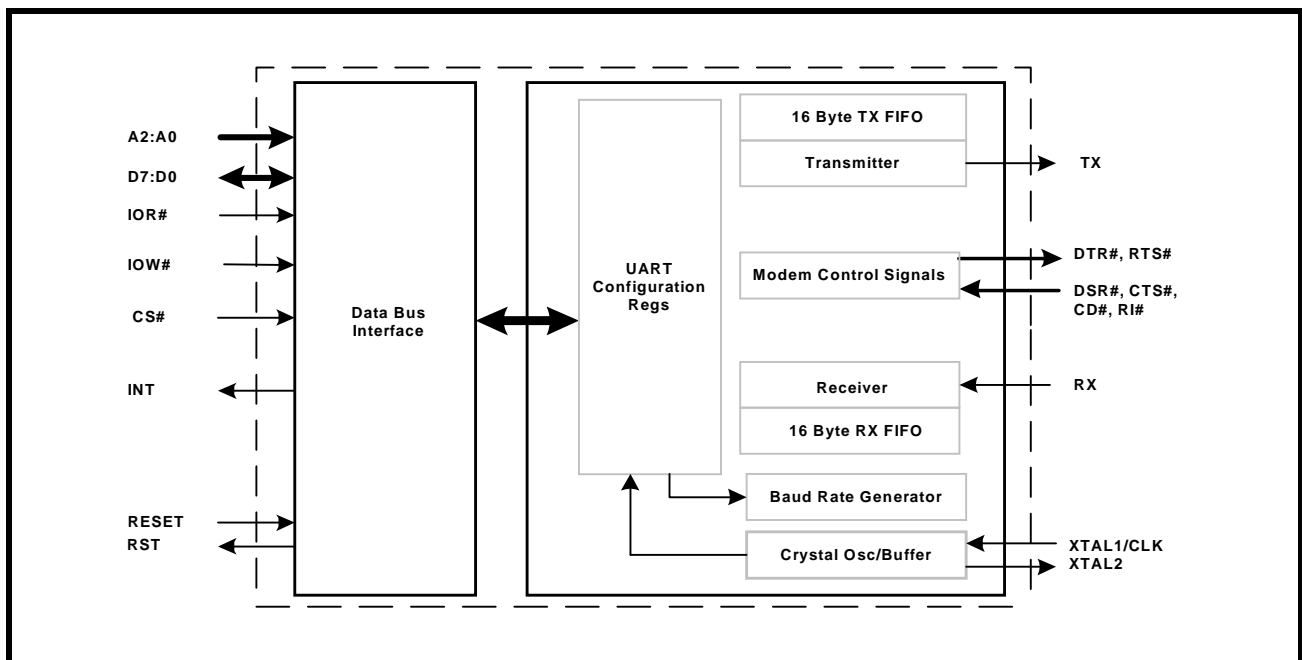 A2:A0
D7:D0
IOR#
IOW#
CS#
INT
RESET
RST
Data Bus
Interface
UART
Configuration
Regs
16 Byte TX FIFO
Transmitter
Modem Control Signals
Receiver
16 Byte RX FIFO
Baud Rate Generator
Crystal Osc/Buffer
TX
DTR#, RTS#
DSR#, CTS#,
CD#, RI#
RX
XTAL1/CLK
XTAL2